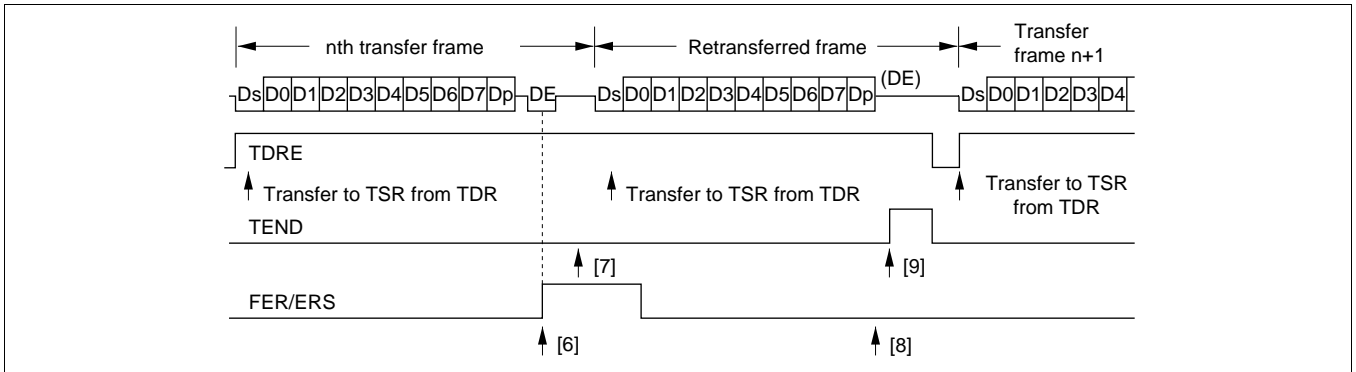 nth transfer frame
Retransferred frame
Transfer
frame n+1
Ds D0 D1 D2 D3 D4 D5 D6 D7 Dp DE
Ds D0 D1 D2 D3 D4 D5 D6 D7 Dp (DE)
Ds D0 D1 D2 D3 D4
TDRE
Transfer to TSR from TDR
Transfer to TSR from TDR
Transfer to TSR
from TDR
TEND
[7]
[9]
FER/ERS
[6]
[8]